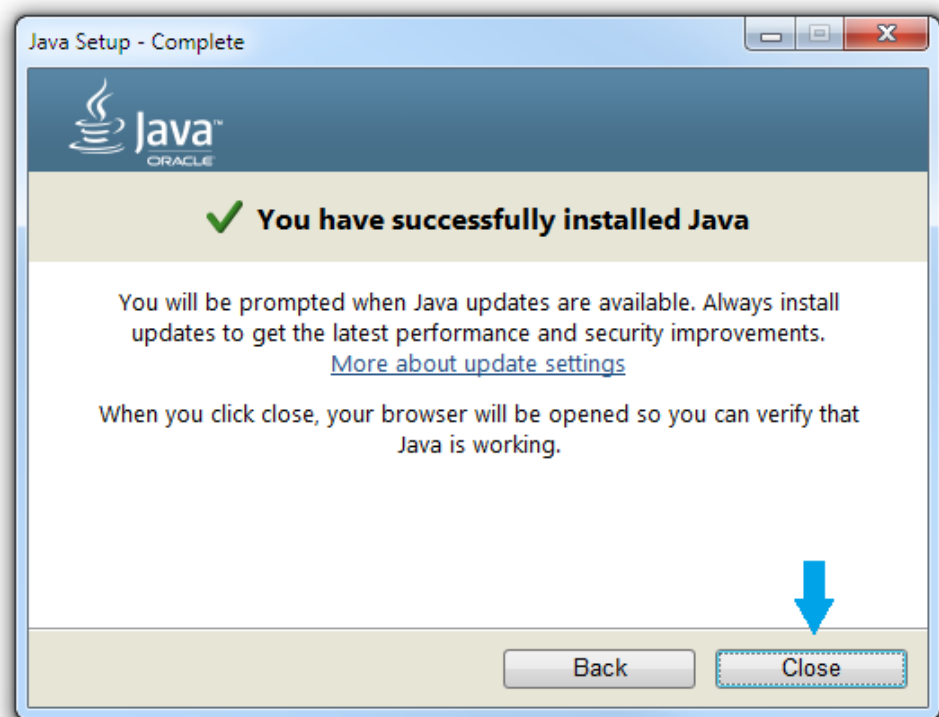 Java Setup - Complete
Java™
ORACLE
You have successfully installed Java
You will be prompted when Java updates are available. Always install
updates to get the latest performance and security improvements.
More about update settings
When you click close, your browser will be opened so you can verify that
Java is working.
Back
Close